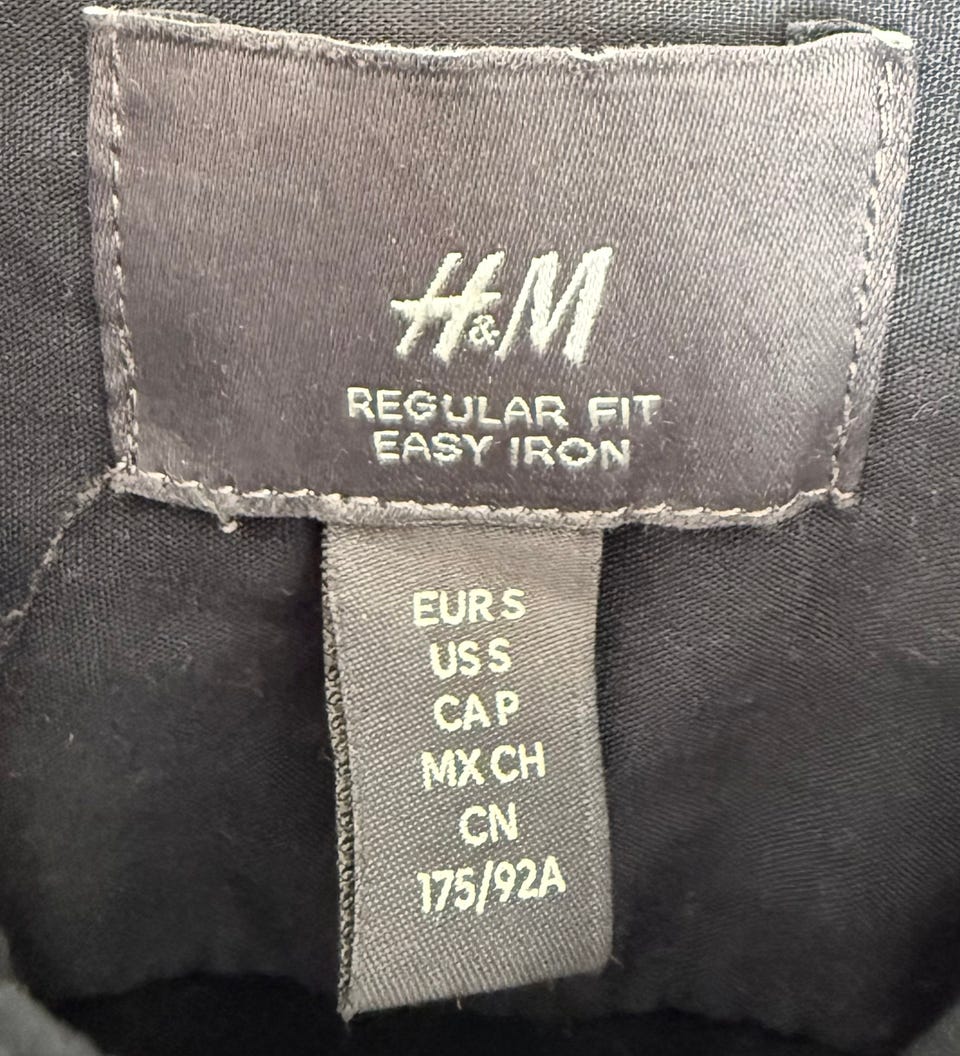 H&M
REGULAR FIT
EASY IRON
EUR S
US S
CA P
MX CH
CN
175/92A